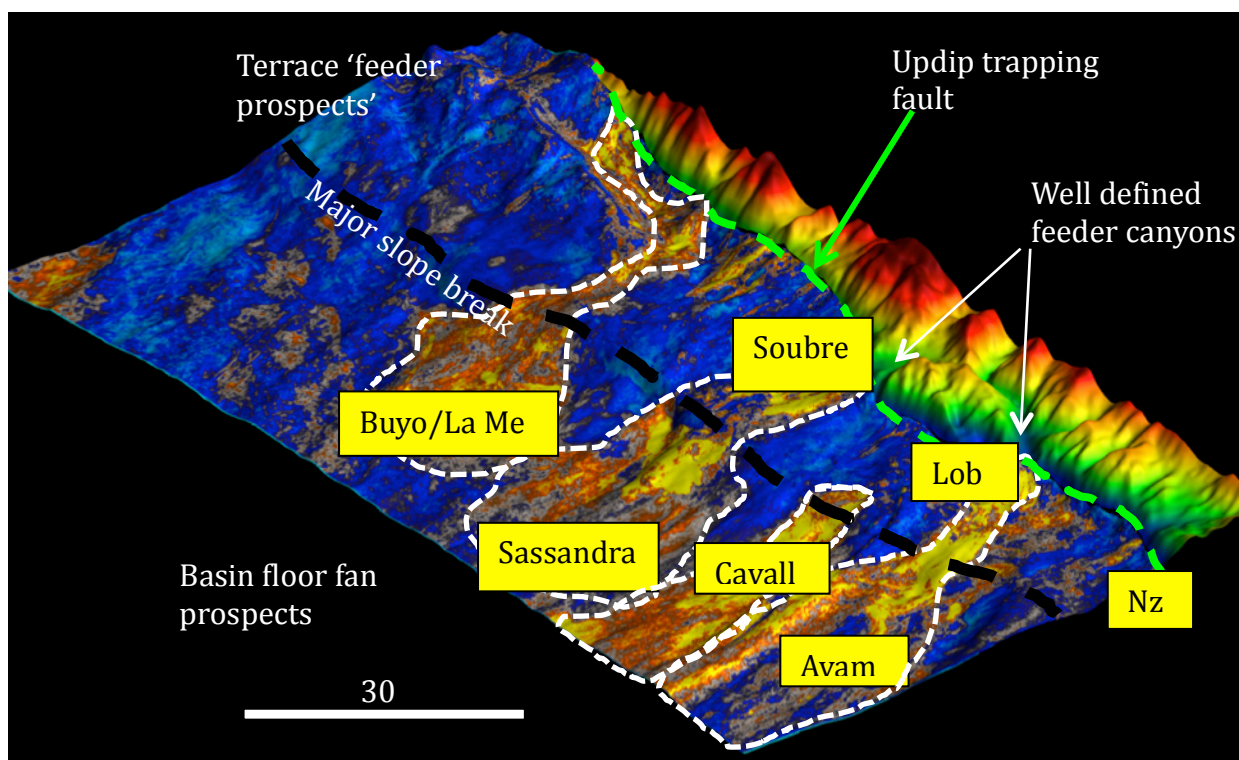 Terrace ‘feeder
prospects’
Updip trapping
fault
Well defined
feeder canyons
Major slope break
Soubre
Buyo/La Me
Lob
Sassandra
Cavall
Nz
Avam
Basin floor fan
prospects
30